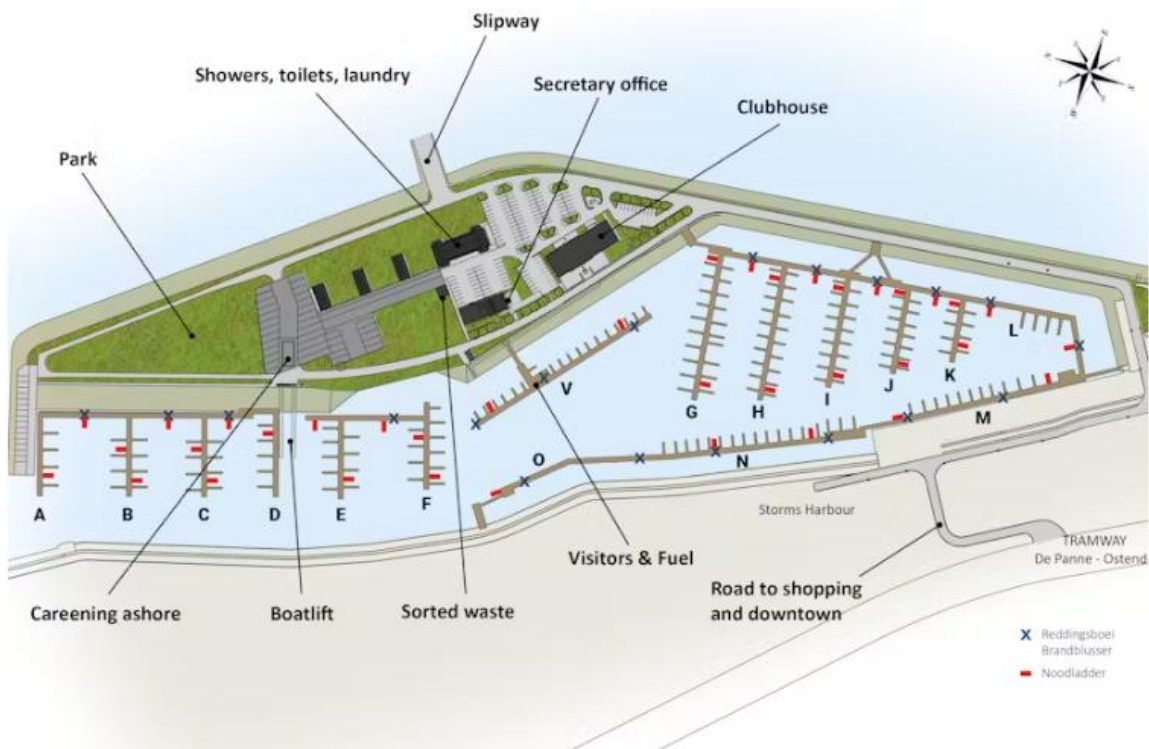 Slipway
Showers, toilets, laundry
Secretary office
Clubhouse
Park
L
V
K
J
I
G
H
M
O
N
A
B
C
D
E
F
Storms Harbour
TRAMWAY
De Panne - Ostend
Visitors & Fuel
Road to shopping
and downtown
Careening ashore
Boatlift
Sorted waste
X Reddingsboei
Brandblusser
Noodladder